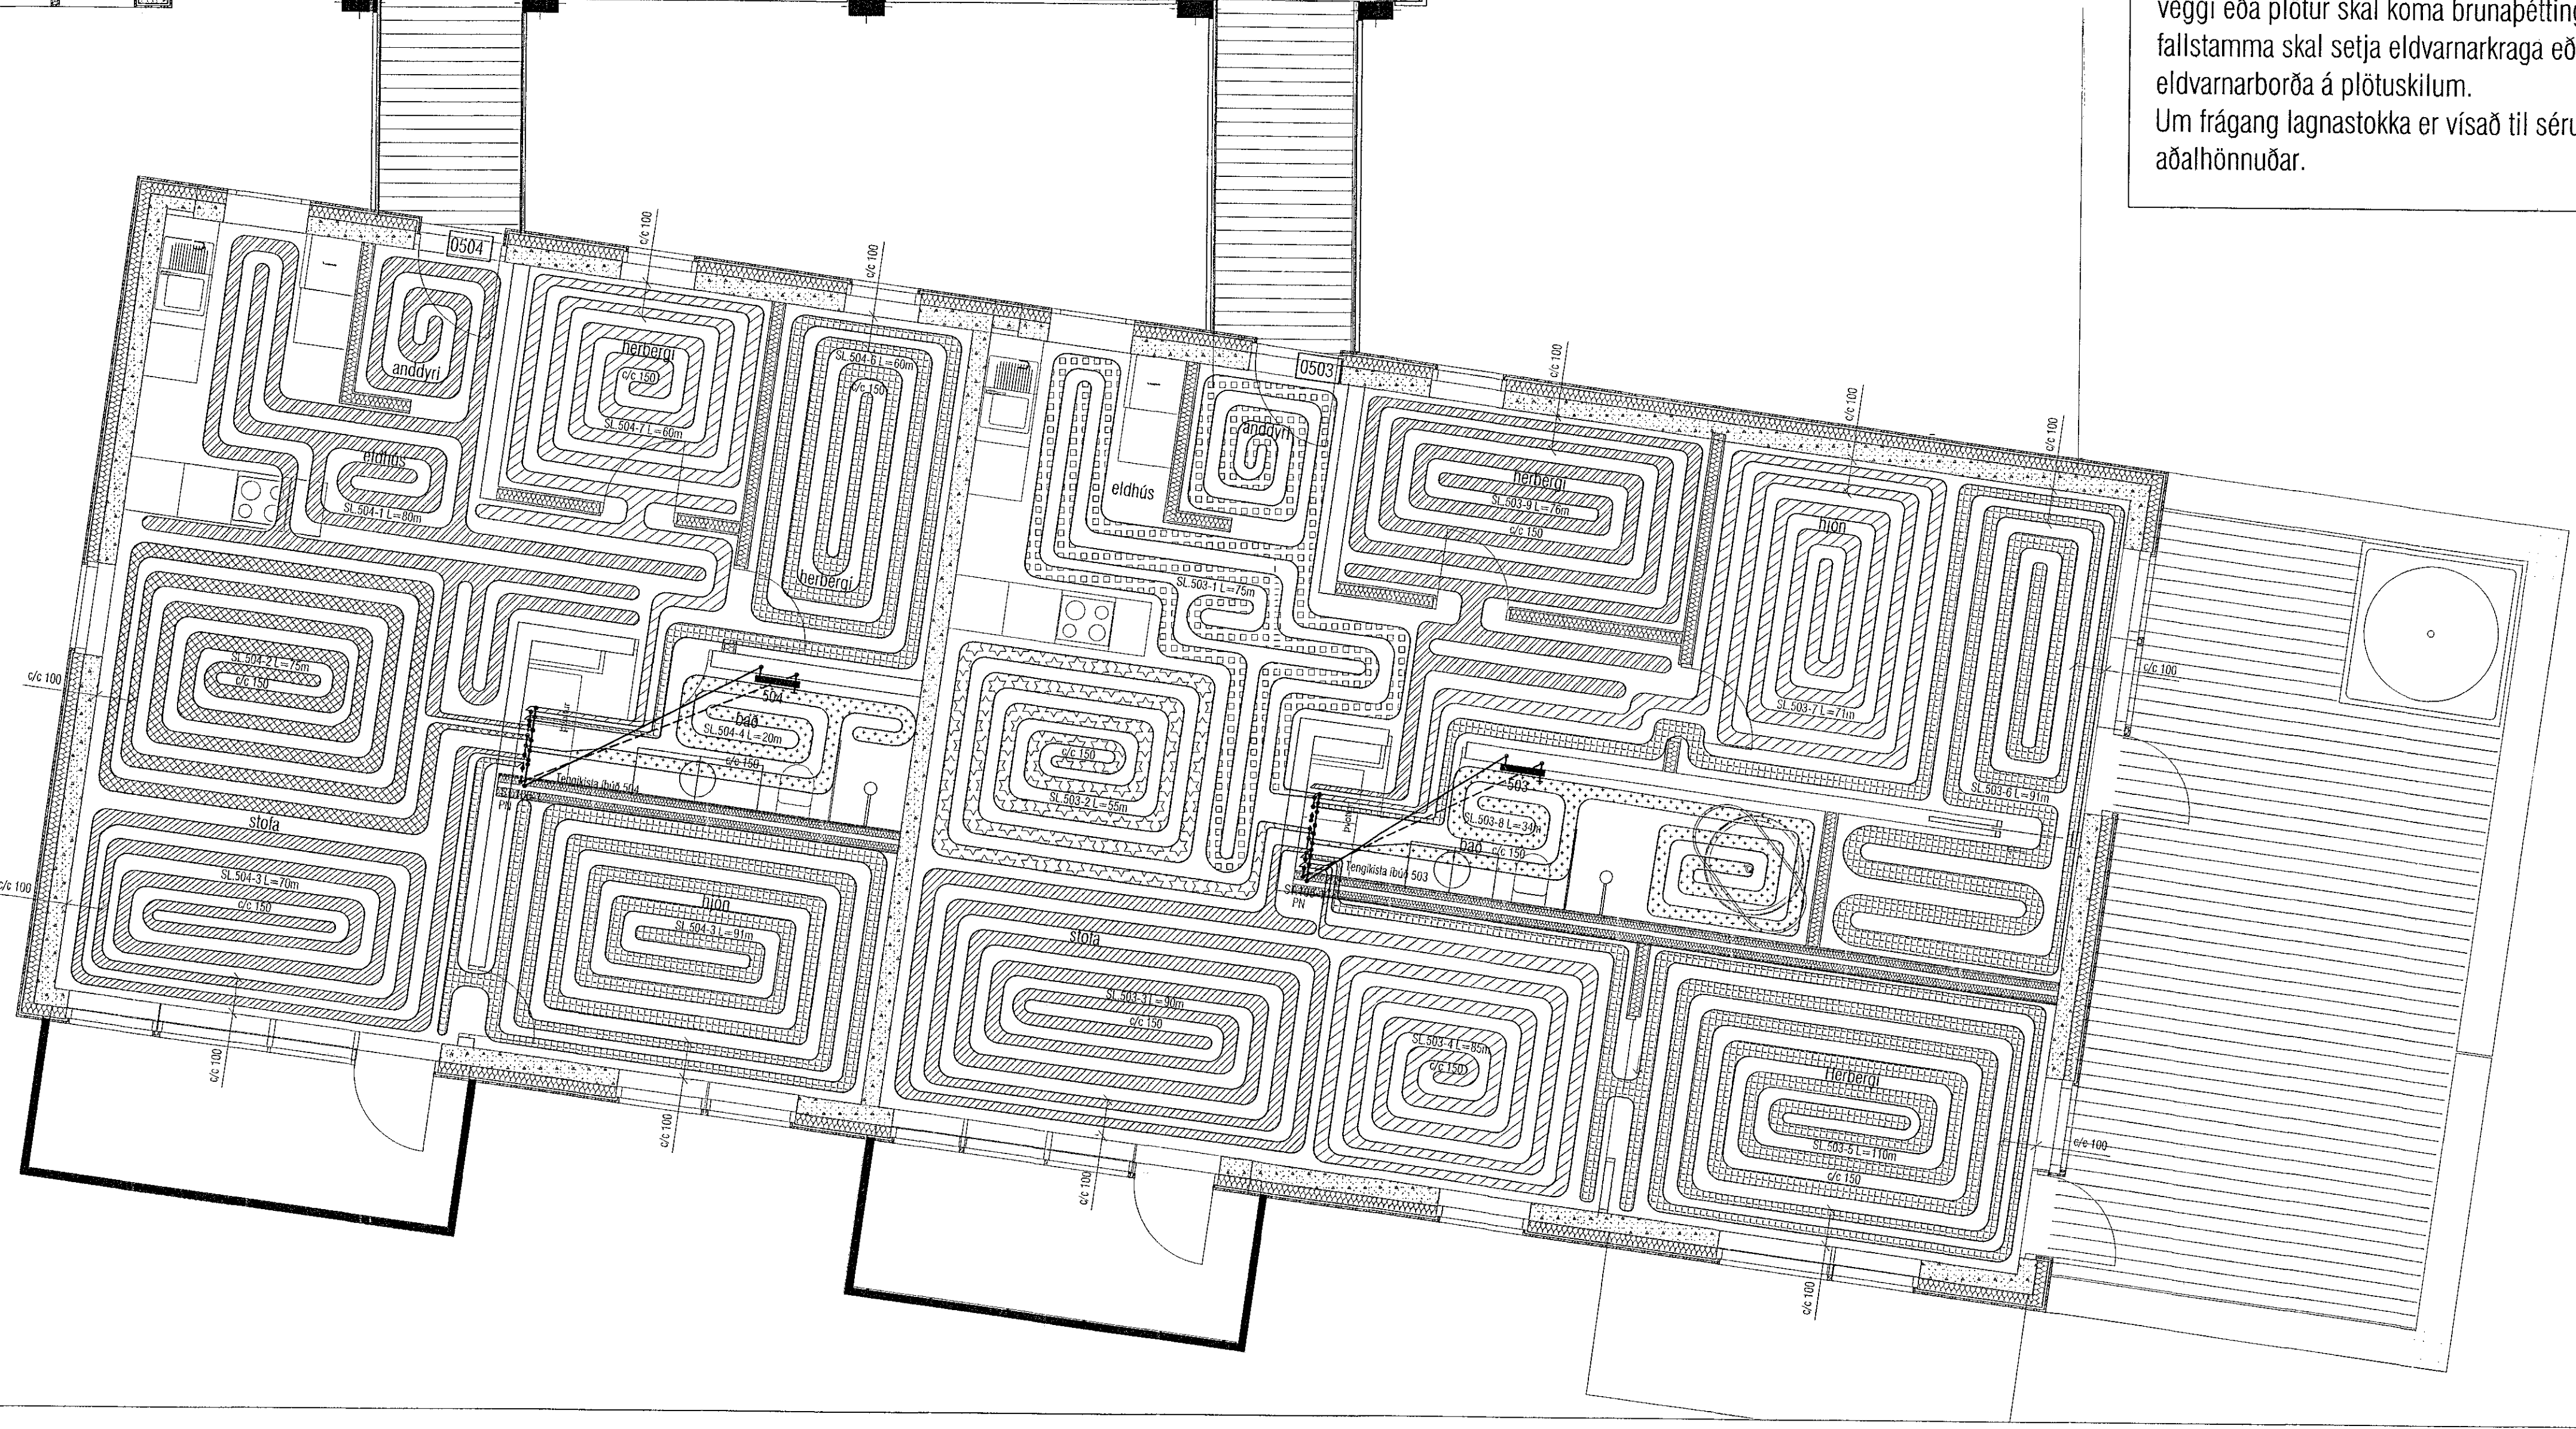 veggi eða plötur skal koma brunaþétting
fallstamma skal setja eldvarnarkraga eð
eldvarnarborða á plötuskilum.
Um frágang lagnastokka er vísað til séru
aðalhönnuðar.
0504
c/c 100
c/c 100
anddyri
herbergi
c/c 150
SL.504-7 L=60m
SL.504-6 L=60m
c/c 150
herbergi
eldhús
SL.504-1 L=80m
SL.504-2 L=75m
c/c 150
c/c 100
504
bað
SL.504-4 L=20m
c/c 150
Tengikista íbúð 504
PN
stofa
SL.504-3 L=70m
c/c 150
c/c 100
hjón
SL.504-3 L=91m
c/c 100
c/c 100
0503
c/c 100
c/c 100
c/c 100
anddyri
eldhús
SL.503-1 L=75m
herbergi
SL.503-9 L=76m
c/c 150
hjón
SL.503-7 L=71m
SL.503-6 L=91m
c/c 100
c/c 150
SL.503-2 L=55m
503
SL.503-8 L=34m
bað
c/c 150
Tengikista íbúð 503
PN
stofa
SL.503-3 L=90m
c/c 150
SL.503-4 L=85m
c/c 150
Herbergi
SL.503-5 L=110m
c/c 150
c/c 100
c/c 100
c/c 100